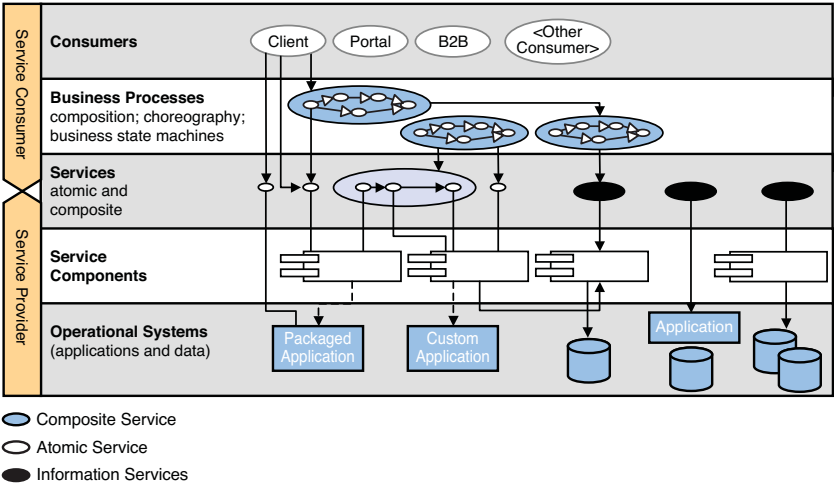 Service Consumer
Service Provider
Consumers
Client
Portal
B2B
<Other
Consumer>
Business Processes
composition; choreography;
business state machines
Services
atomic and
composite
Service
Components
Operational Systems
(applications and data)
Packaged
Application
Custom
Application
Application
Composite Service
Atomic Service
Information Services